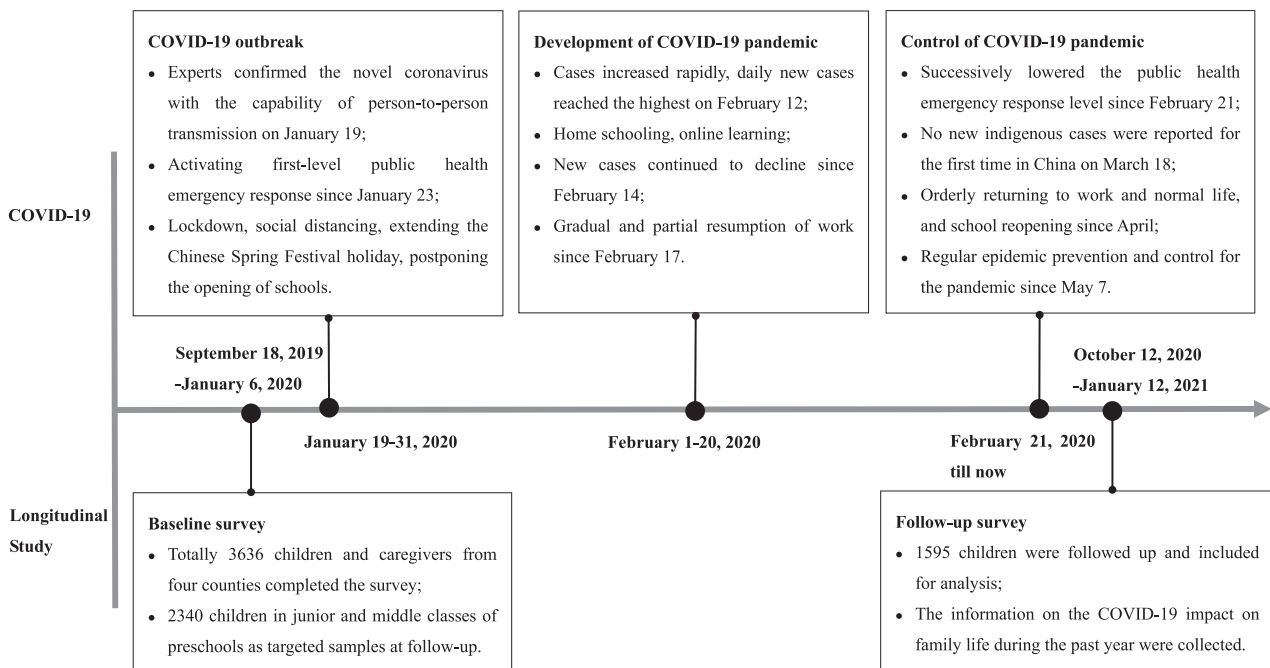 COVID-19 outbreak
• Experts confirmed the novel coronavirus
with the capability of person-to-person
transmission on January 19;
• Activating first-level public health
emergency response since January 23;
• Lockdown, social distancing, extending the
Chinese Spring Festival holiday, postponing
the opening of schools.
Development of COVID-19 pandemic
• Cases increased rapidly, daily new cases
reached the highest on February 12;
• Home schooling, online learning;
• New cases continued to decline since
February 14;
• Gradual and partial resumption of work
since February 17.
Control of COVID-19 pandemic
• Successively lowered the public health
emergency response level since February 21;
• No new indigenous cases were reported for
the first time in China on March 18;
• Orderly returning to work and normal life,
and school reopening since April;
• Regular epidemic prevention and control for
the pandemic since May 7.
COVID-19
September 18, 2019
-January 6, 2020
October 12, 2020
-January 12, 2021
January 19-31, 2020
February 1-20, 2020
February 21, 2020
till now
Longitudinal
Study
Baseline survey
• Totally 3636 children and caregivers from
four counties completed the survey;
• 2340 children in junior and middle classes of
preschools as targeted samples at follow-up.
Follow-up survey
• 1595 children were followed up and included
for analysis;
• The information on the COVID-19 impact on
family life during the past year were collected.